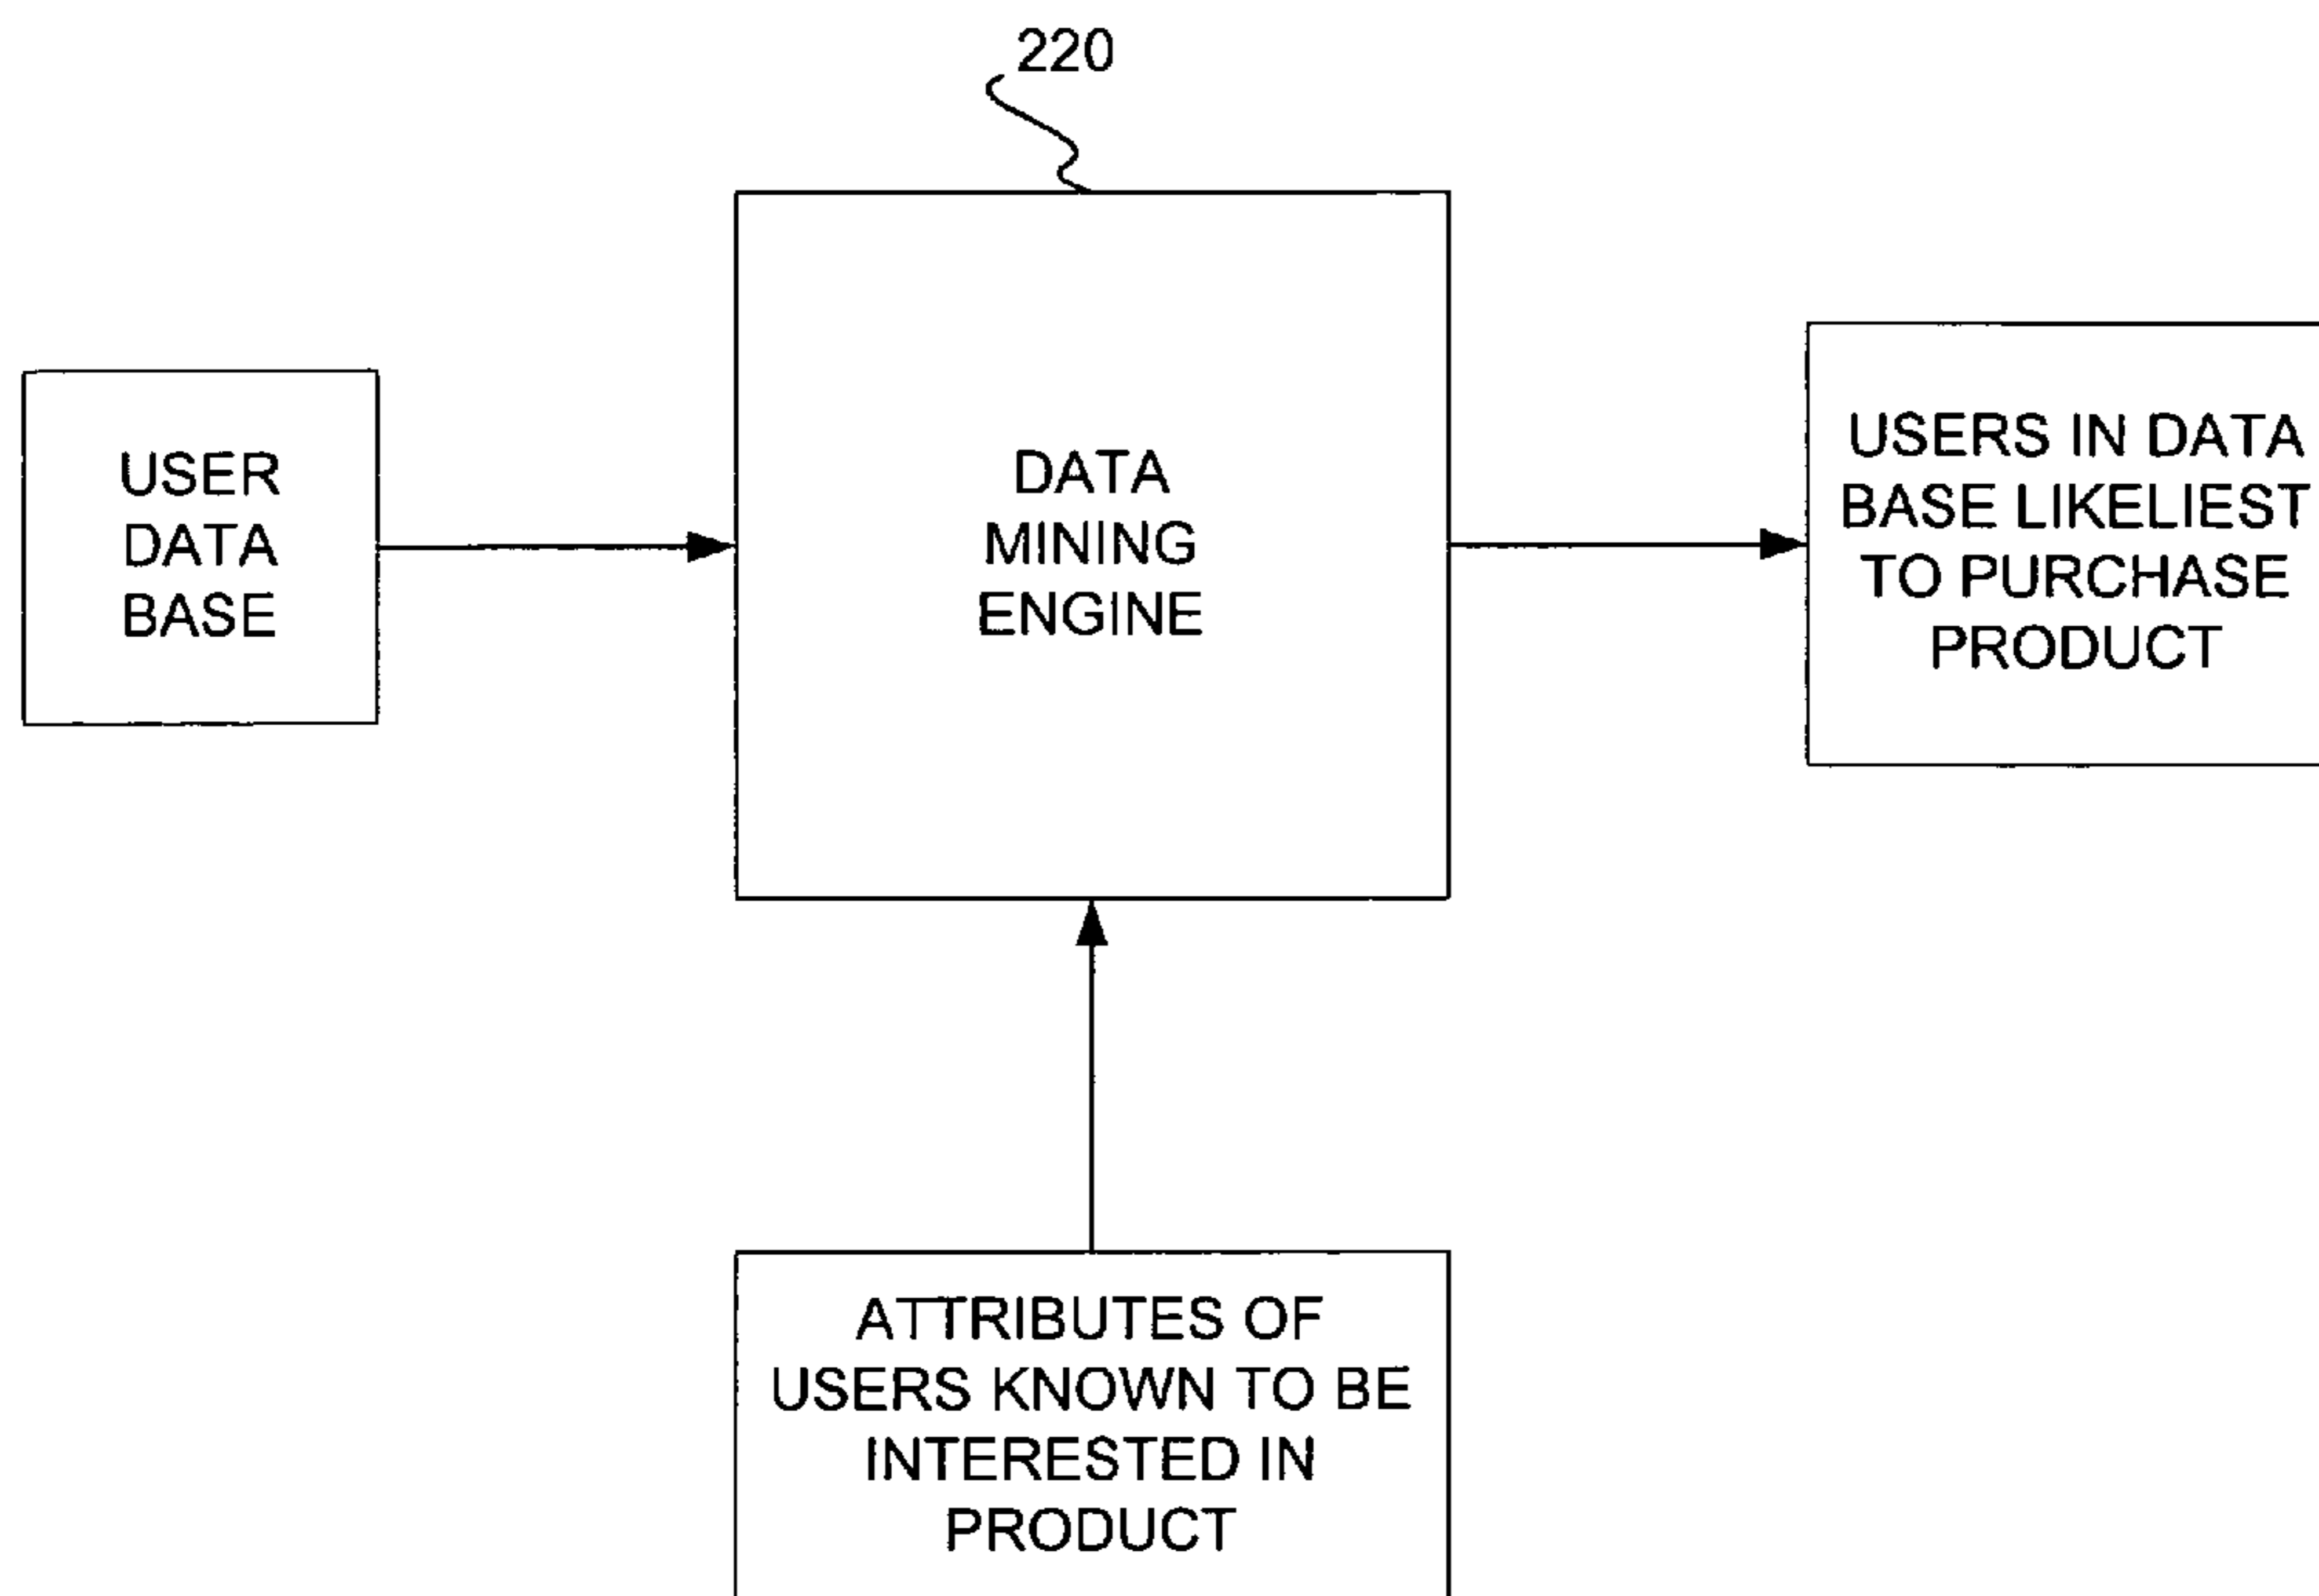 220
USER
DATA
BASE
DATA
MINING
ENGINE
USERS IN DATA
BASE LIKELIEST
TO PURCHASE
PRODUCT
ATTRIBUTES OF
USERS KNOWN TO BE
INTERESTED IN
PRODUCT